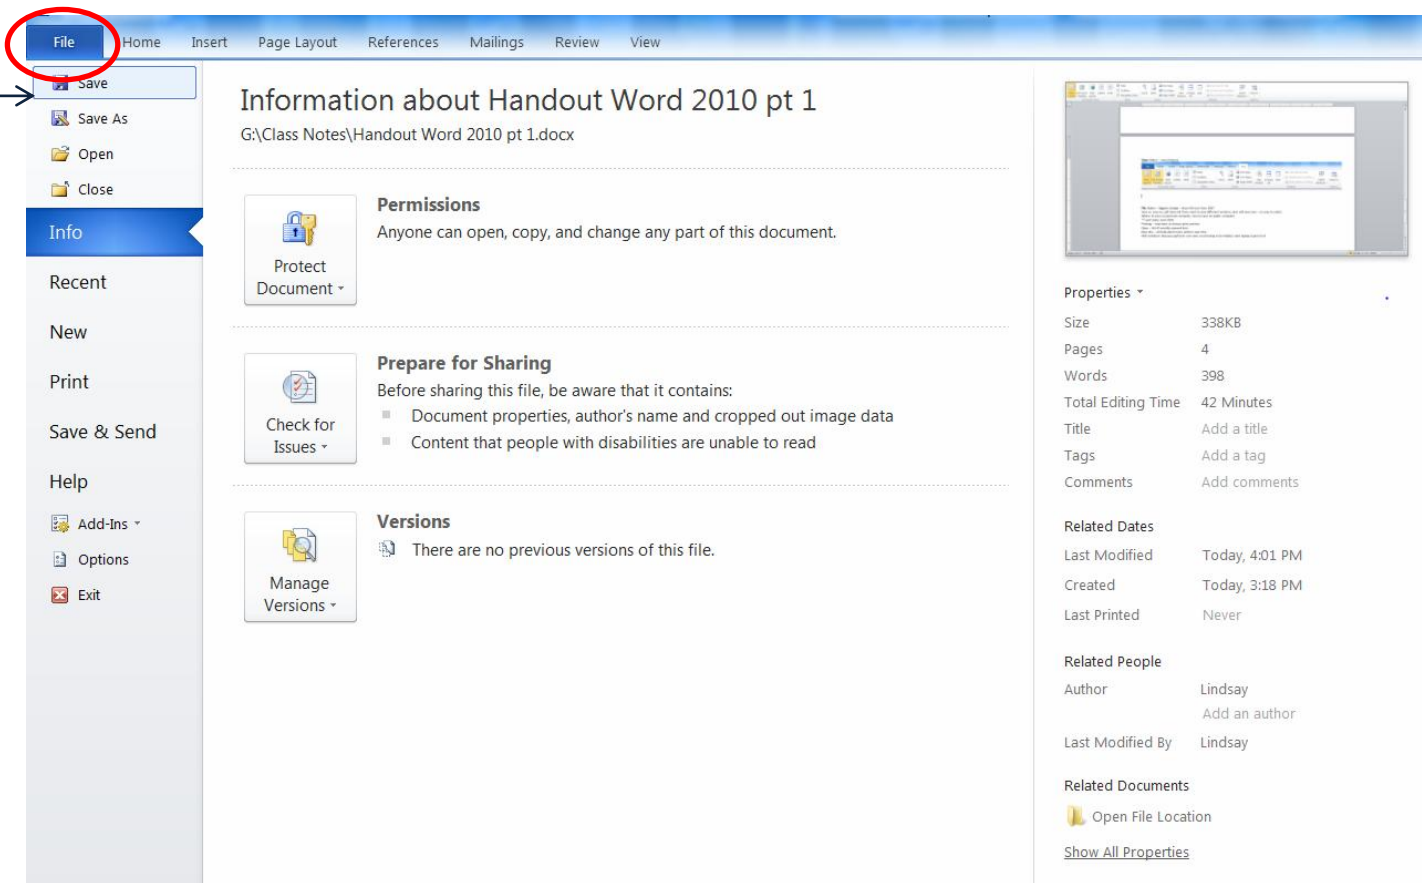 File Home Insert Page Layout References Mailings Review View
Save
Save As
Open
Close
Info
Recent
New
Print
Save & Send
Help
Add-Ins
Options
Exit
Information about Handout Word 2010 pt 1
G:\Class Notes\Handout Word 2010 pt 1.docx
Protect
Document
Permissions
Anyone can open, copy, and change any part of this document.
Check for
Issues
Prepare for Sharing
Before sharing this file, be aware that it contains:
Document properties, author's name and cropped out image data
Content that people with disabilities are unable to read
Manage
Versions
Versions
There are no previous versions of this file.
Properties
Size 338KB
Pages 4
Words 398
Total Editing Time 42 Minutes
Title Add a title
Tags Add a tag
Comments Add comments
Related Dates
Last Modified Today, 4:01 PM
Created Today, 3:18 PM
Last Printed Never
Related People
Author Lindsay
Add an author
Last Modified By Lindsay
Related Documents
Open File Location
Show All Properties